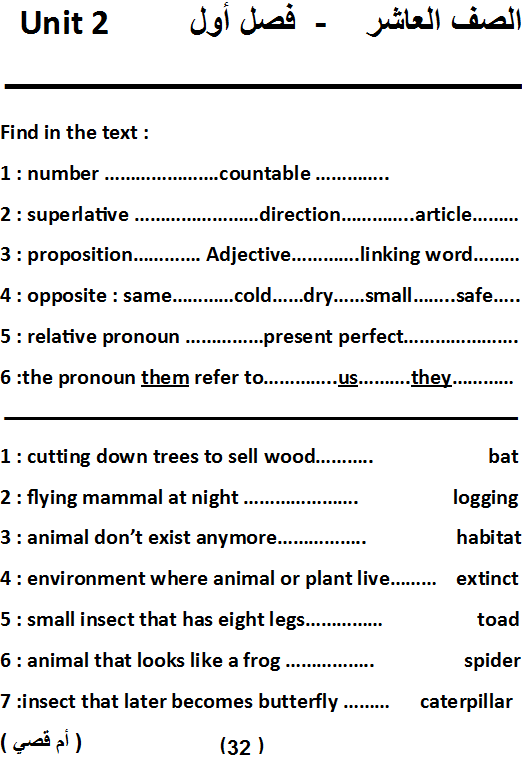 Unit 2 الصف العاشر - فصل أول
Find in the text :
1 : number ......................countable ..............
2 : superlative ........................direction..............article.........
3 : proposition............. Adjective.............linking word.........
4 : opposite : same............cold......dry......small........safe.....
5 : relative pronoun ...............present perfect......................
6 :the pronoun them refer to..............us..........they............
1 : cutting down trees to sell wood........... bat
2 : flying mammal at night ...................... logging
3 : animal don’t exist anymore................. habitat
4 : environment where animal or plant live......... extinct
5 : small insect that has eight legs............... toad
6 : animal that looks like a frog ................. spider
7 :insect that later becomes butterfly ......... caterpillar
( أم قصي ) (32 )